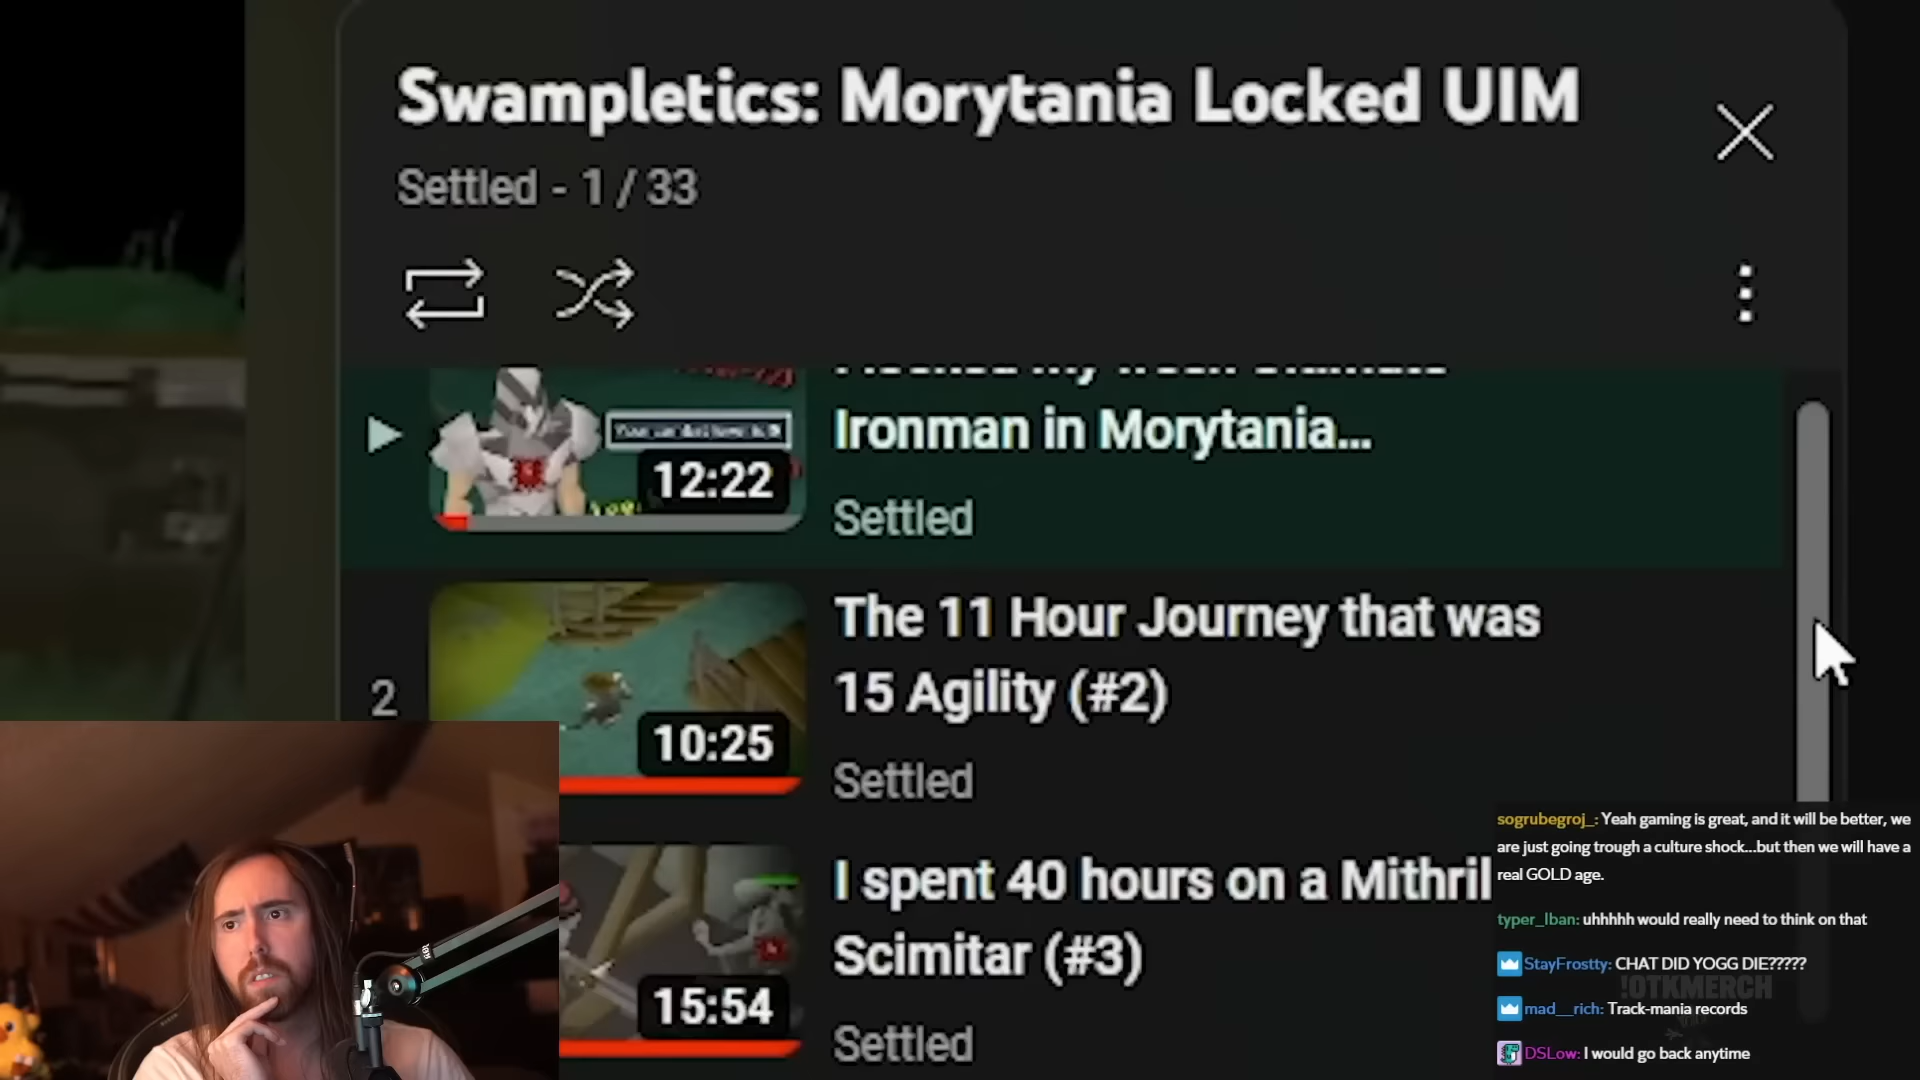 Swampletics: Morytania Locked UIM
Settled - 1 / 33
Ironman in Morytania...
12:22
Settled
The 11 Hour Journey that was
15 Agility (#2)
2
10:25
Settled
I spent 40 hours on a Mithril
Scimitar (#3)
15:54
Settled
sogrubegroj_: Yeah gaming is great, and it will be better, we
are just going trough a culture shock...but then we will have a
real GOLD age.
typer_lban: uhhhhh would really need to think on that
StayFrostty: CHAT DID YOGG DIE?????
!OTKMERCH
mad__rich: Track-mania records
DSLow: I would go back anytime